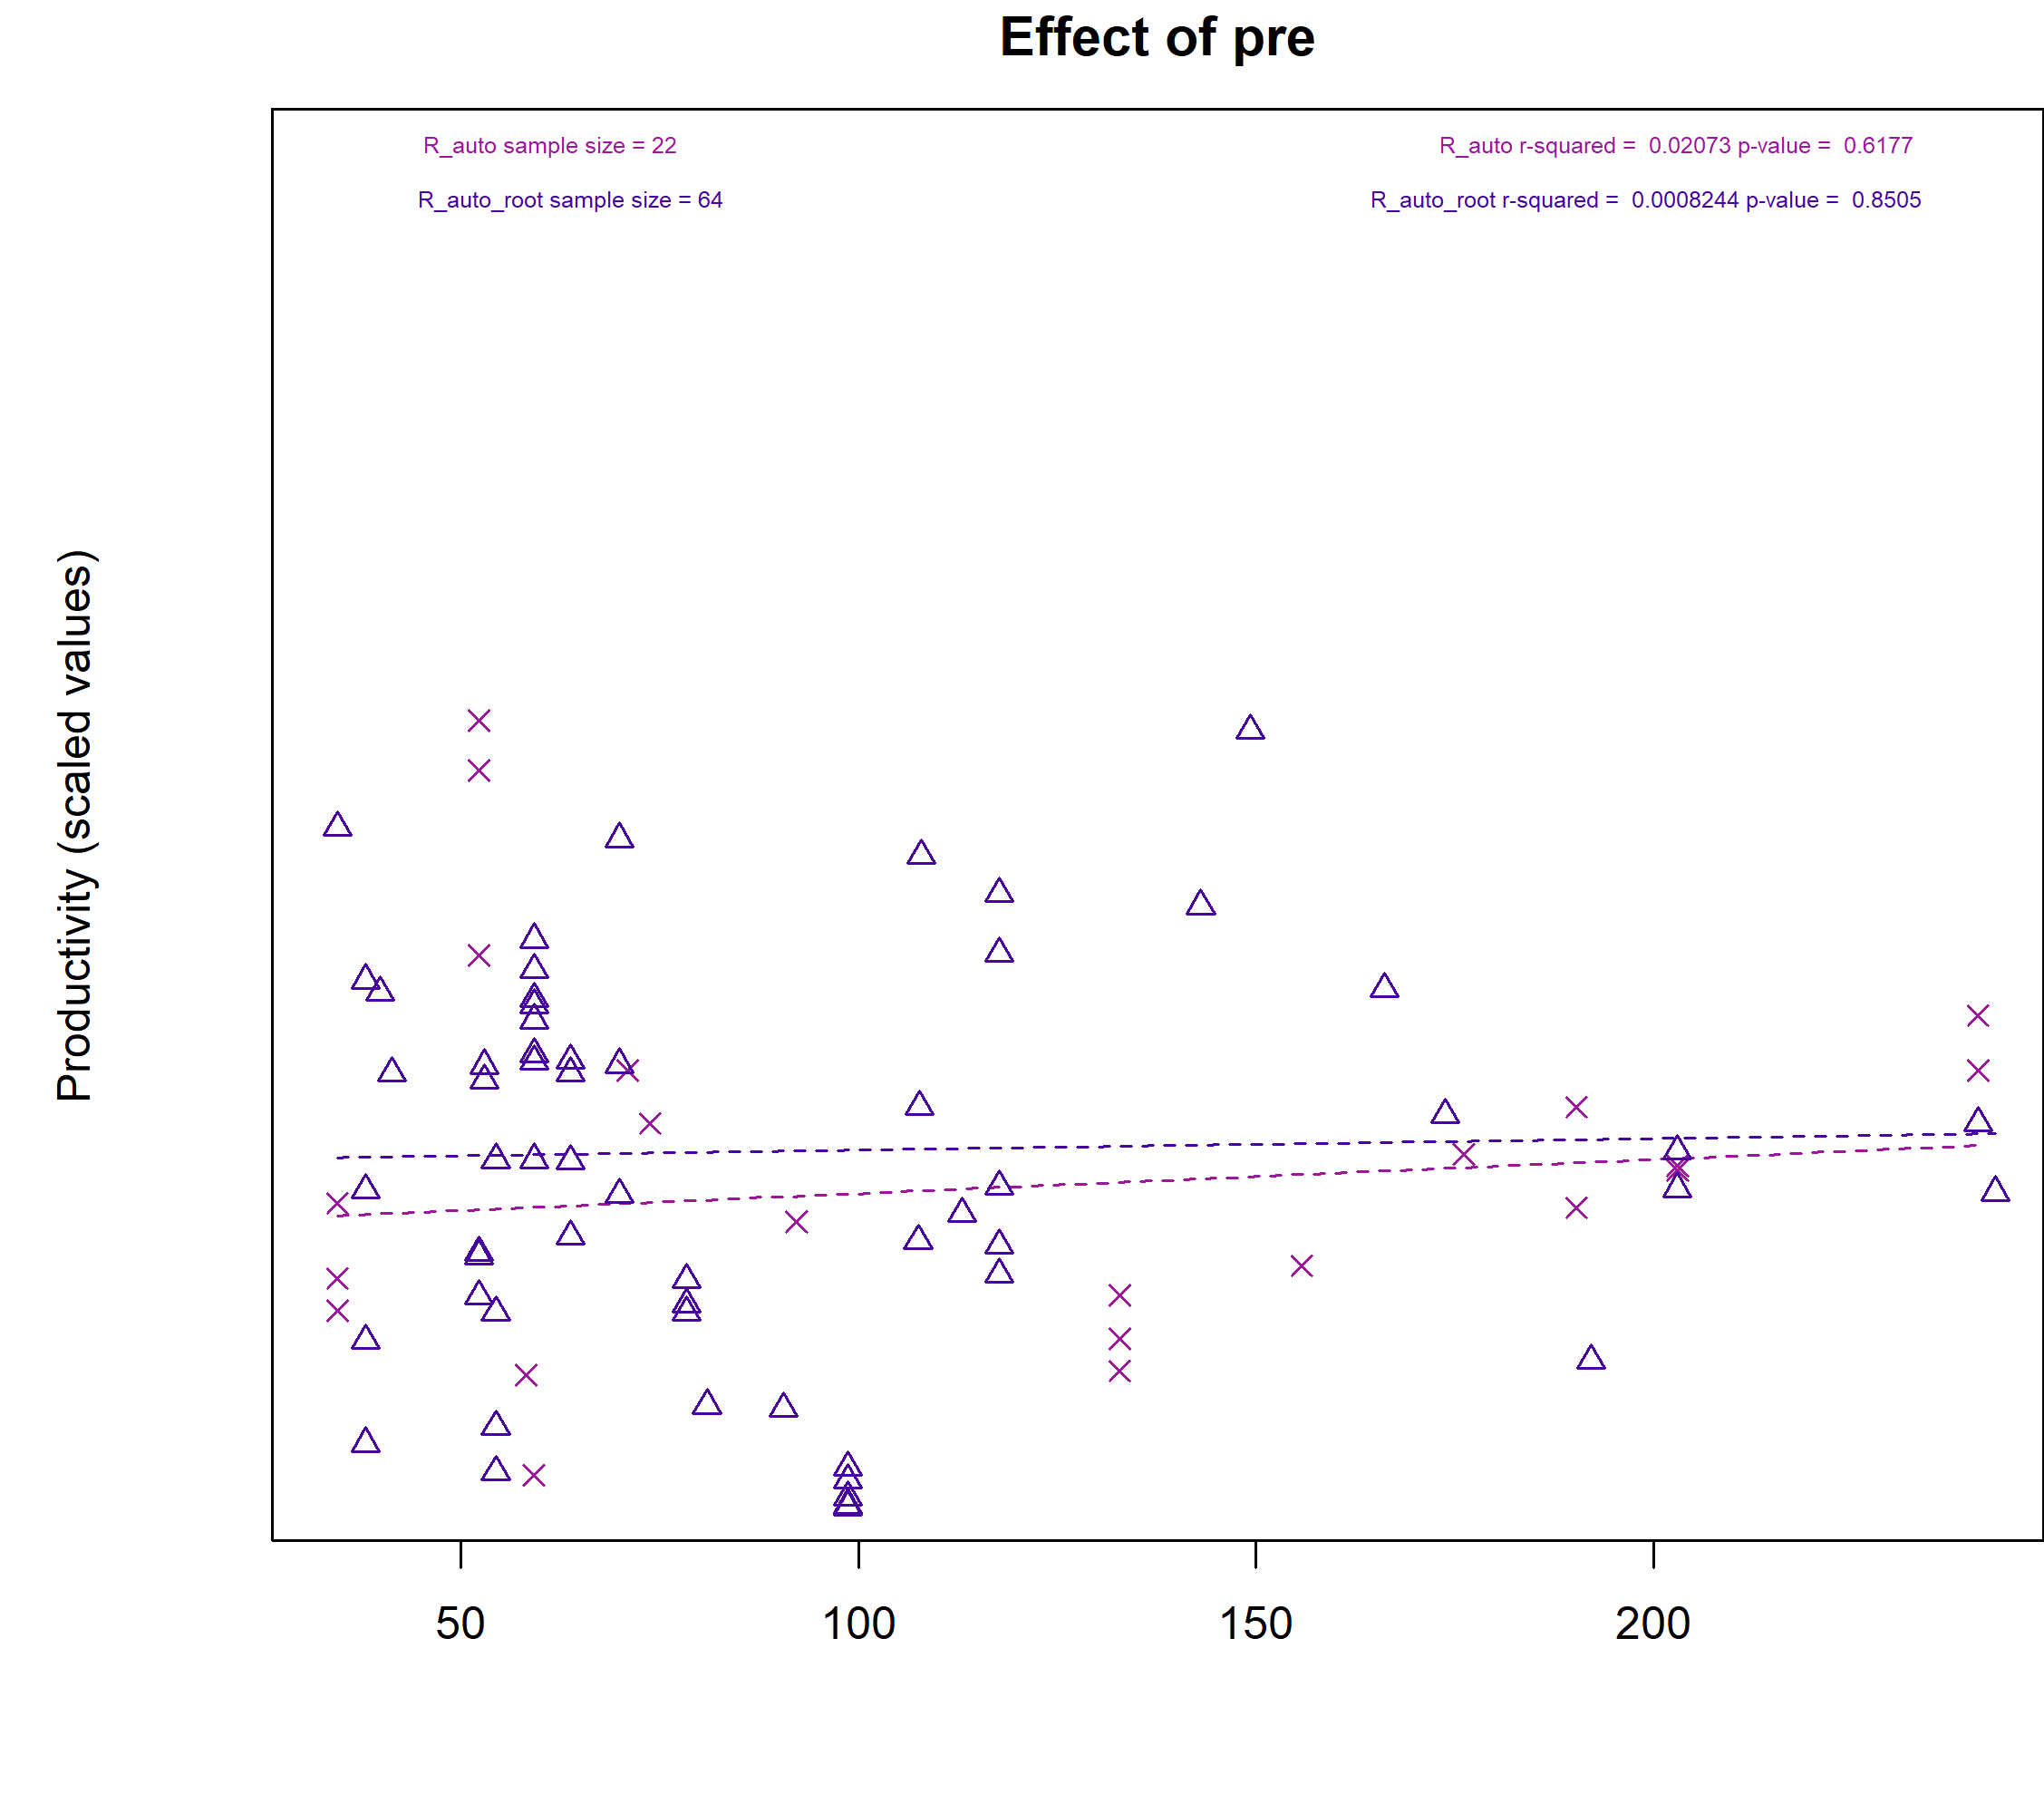 Effect of pre
R_auto sample size = 22
R_auto r-squared =  0.02073 p-value =  0.6177
R_auto_root sample size = 64
R_auto_root r-squared =  0.0008244 p-value =  0.8505
Productivity (scaled values)
50 100 150 200